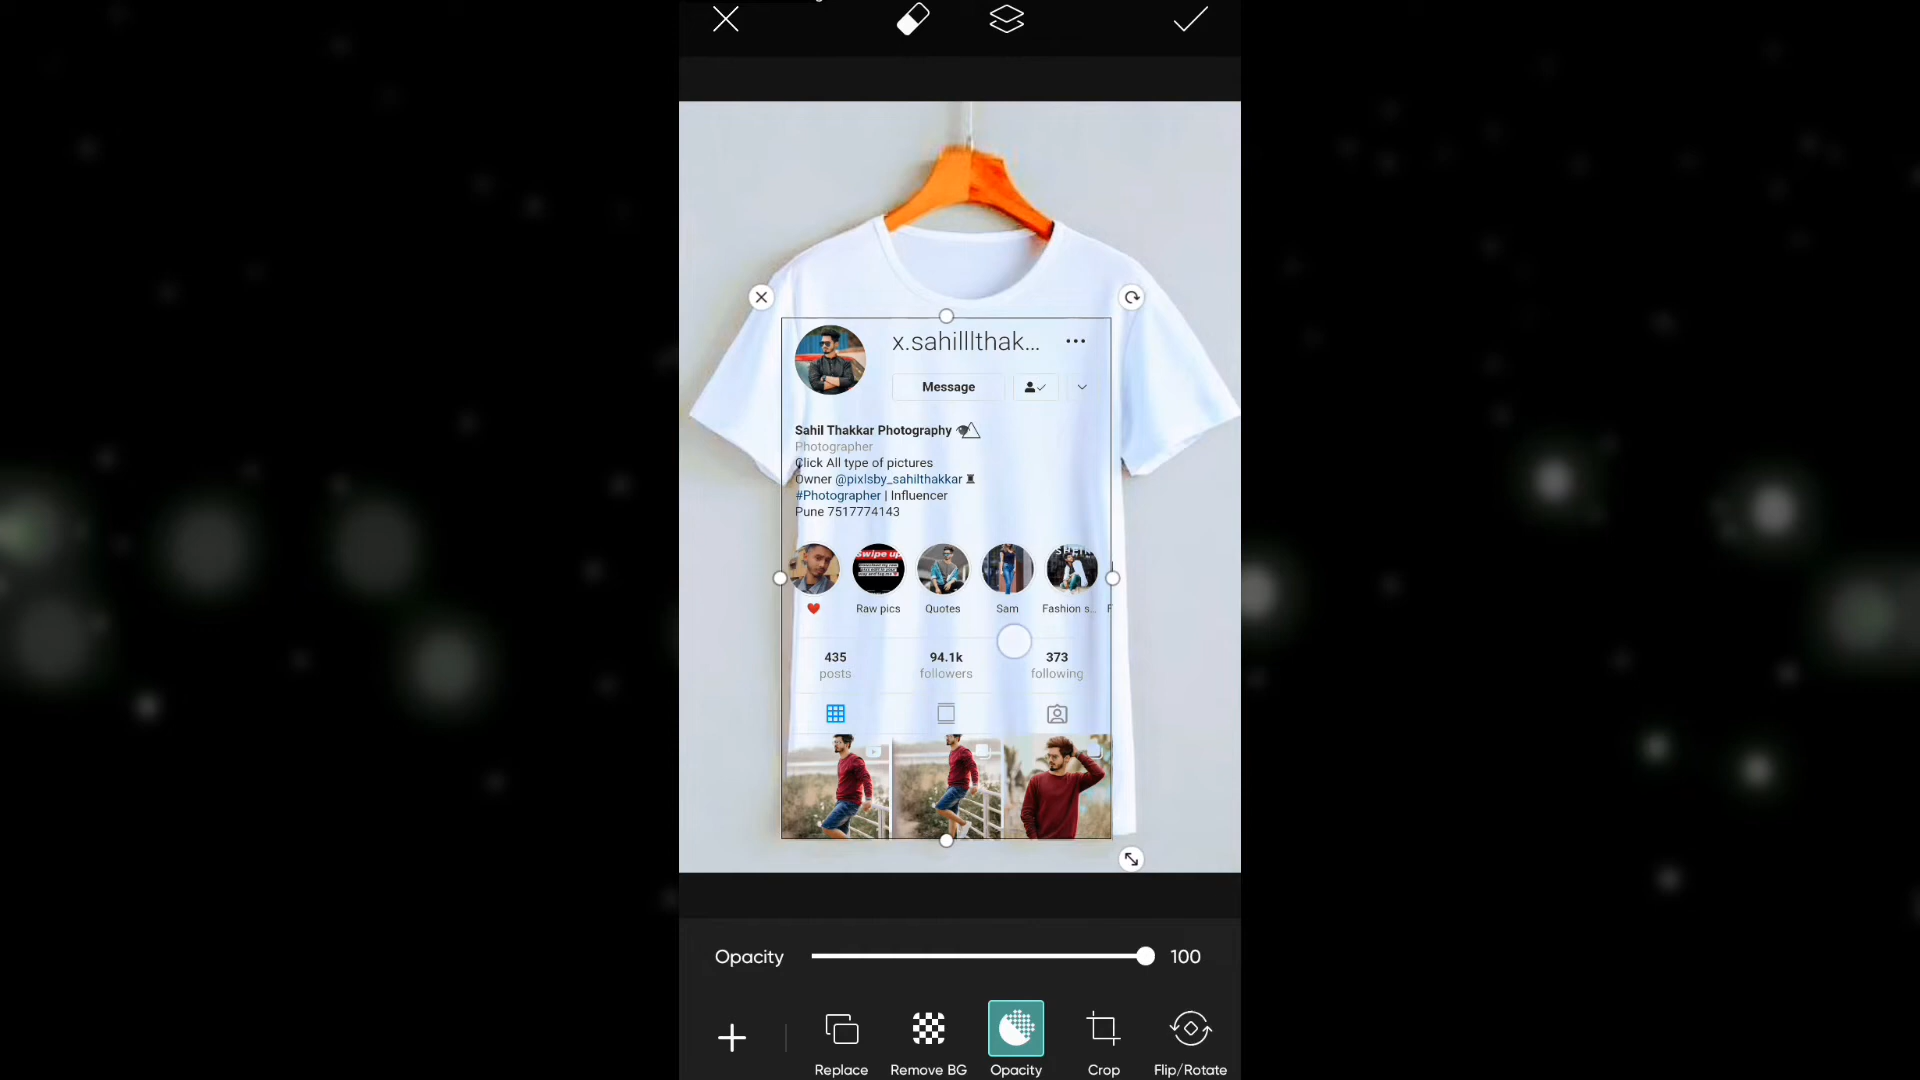 x.sahilllthak...
Message
Sahil Thakkar Photography
Photographer
Click All type of pictures
Owner @pixlsby_sahilthakkar
#Photographer | Influencer
Pune 7517774143
Swipe up
Raw pics
Quotes
Sam
Fashion s...
F
435
94.1k
373
posts
followers
following
Opacity
100
Replace
Remove BG
Opacity
Crop
Flip/Rotate